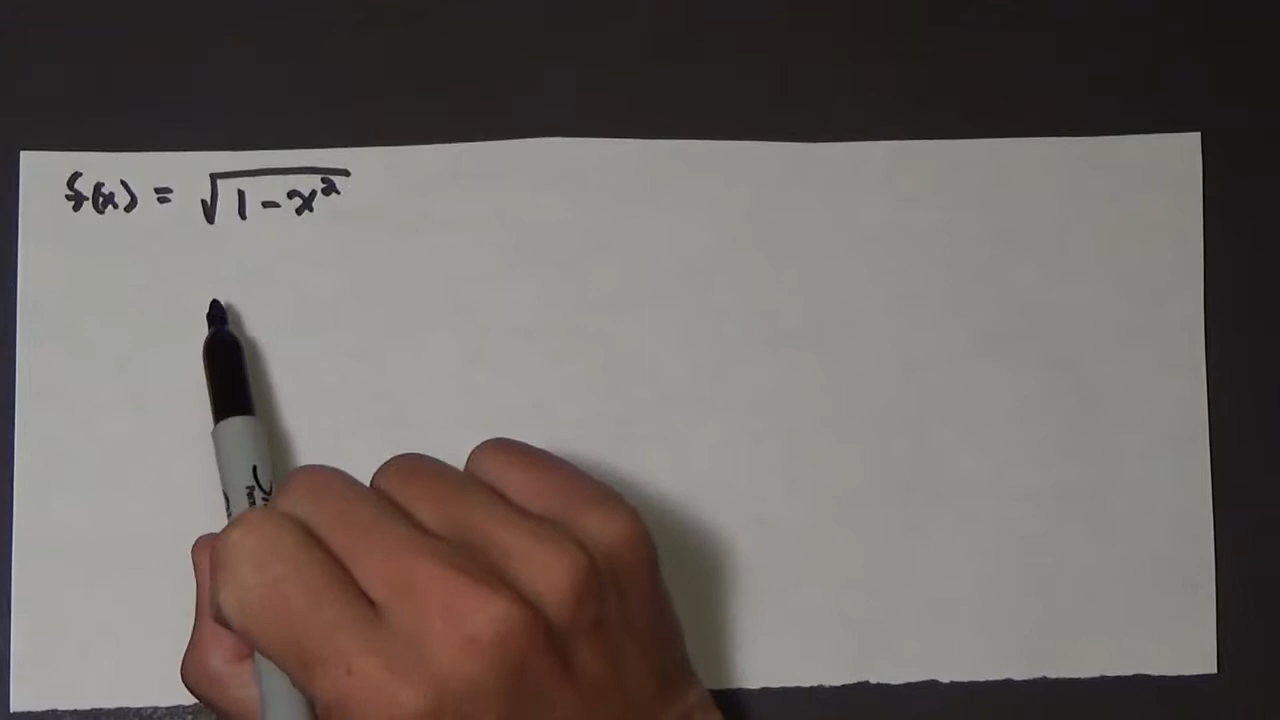 f(x) = √(1 - x²)